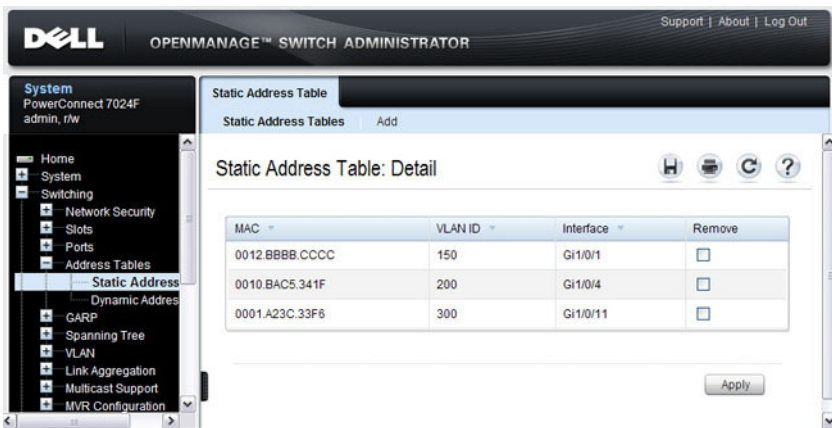 DELL
OPENMANAGE™ SWITCH ADMINISTRATOR
Support | About | Log Out
System
PowerConnect 7024F
admin, r/w
Home
System
Switching
Network Security
Slots
Ports
Address Tables
Static Address
Dynamic Addres
GARP
Spanning Tree
VLAN
Link Aggregation
Multicast Support
MVR Configuration
Static Address Table
Static Address Tables Add
Static Address Table: Detail
MAC VLAN ID Interface Remove
0012.BBBB.CCCC 150 Gi1/0/1
0010.BAC5.341F 200 Gi1/0/4
0001.A23C.33F6 300 Gi1/0/11
Apply